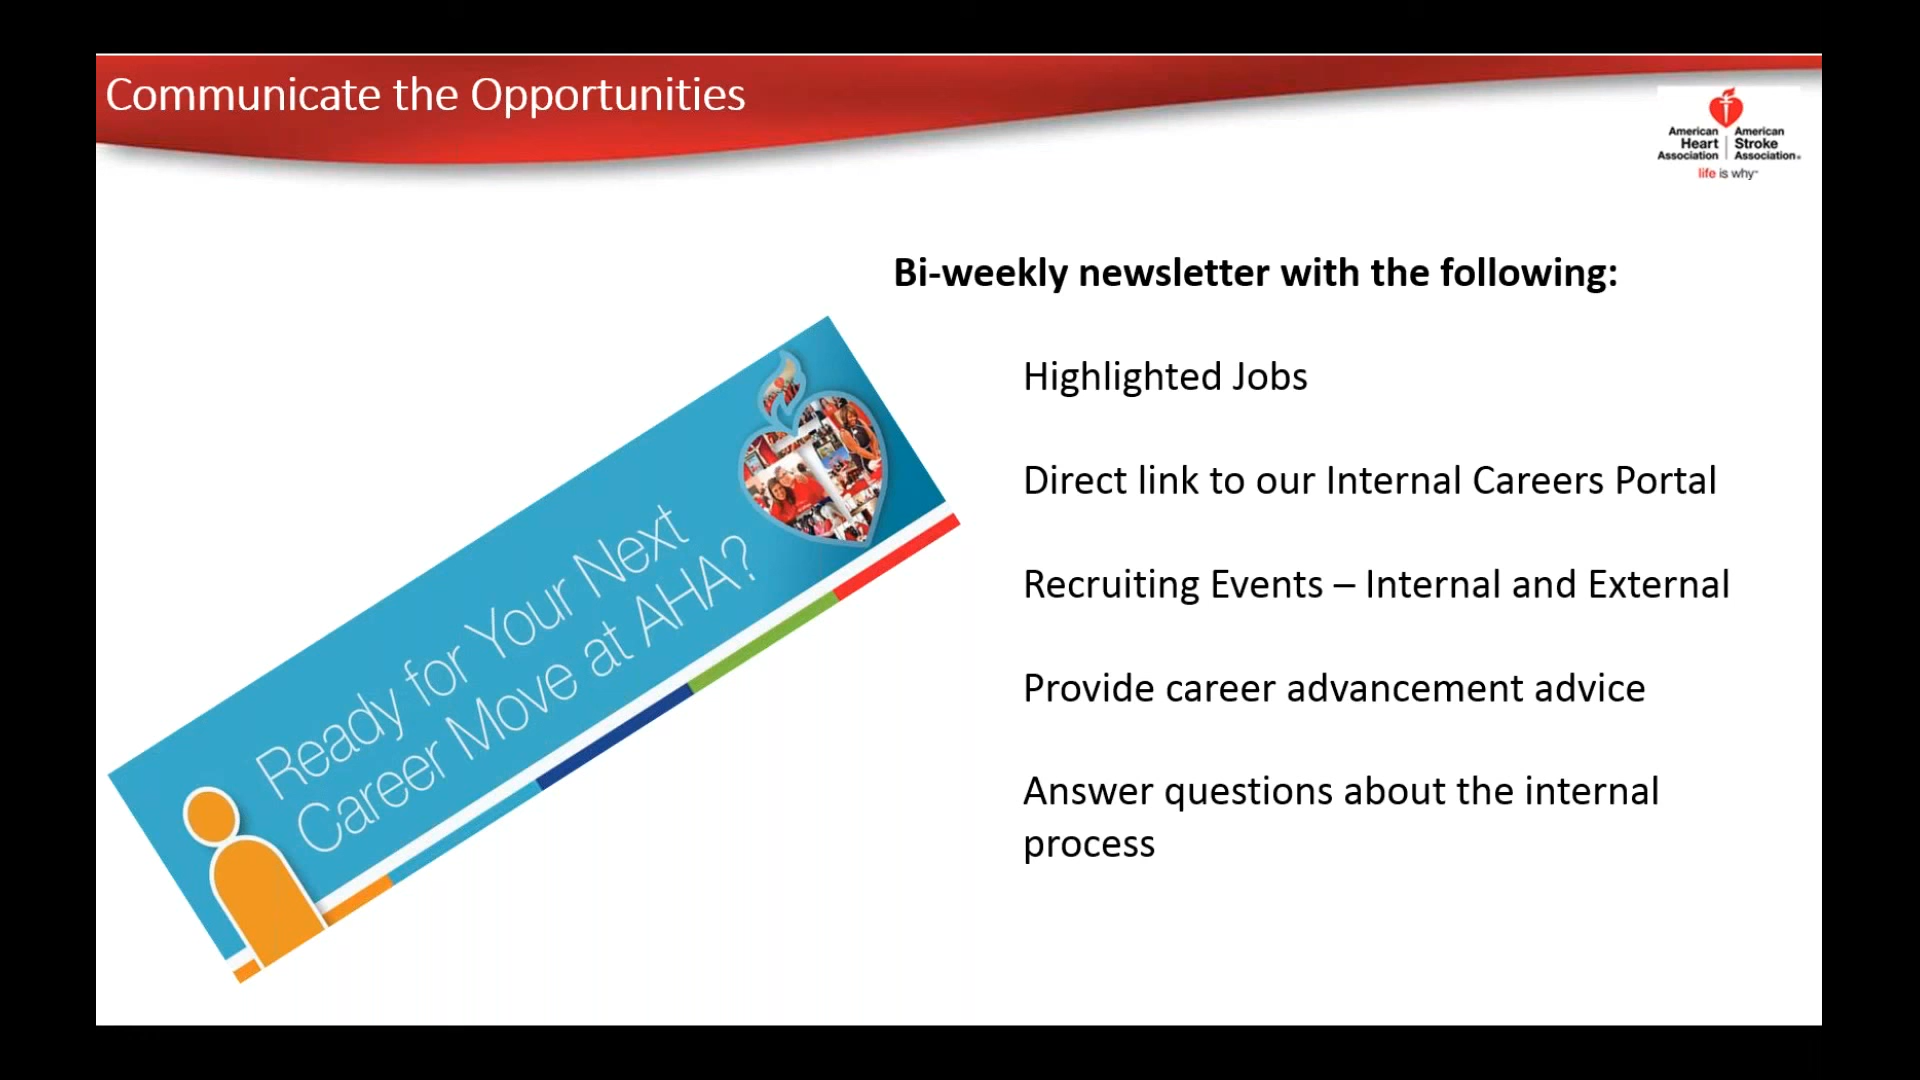 Communicate the Opportunities
American
Heart
Association
American
Stroke
Association®
life is why™
Bi-weekly newsletter with the following:
Highlighted Jobs
Direct link to our Internal Careers Portal
Recruiting Events – Internal and External
Provide career advancement advice
Answer questions about the internal
process
Ready for Your Next
Career Move at AHA?